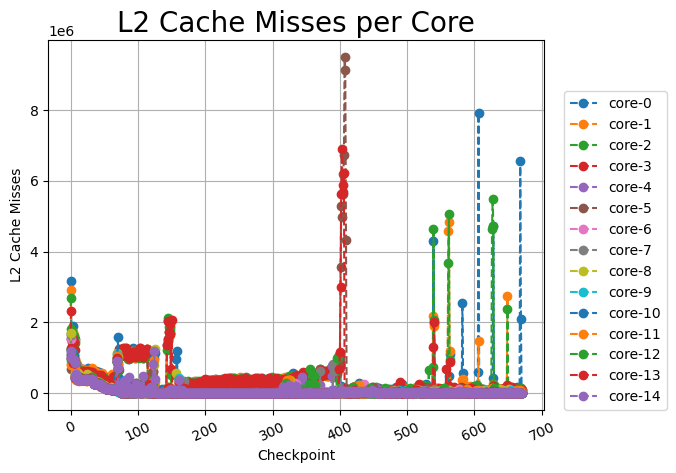 L2 Cache Misses per Core
1e6
8
6
4
2
0
L2 Cache Misses
0
100
200
300
400
500
600
700
Checkpoint
core-0
core-1
core-2
core-3
core-4
core-5
core-6
core-7
core-8
core-9
core-10
core-11
core-12
core-13
core-14